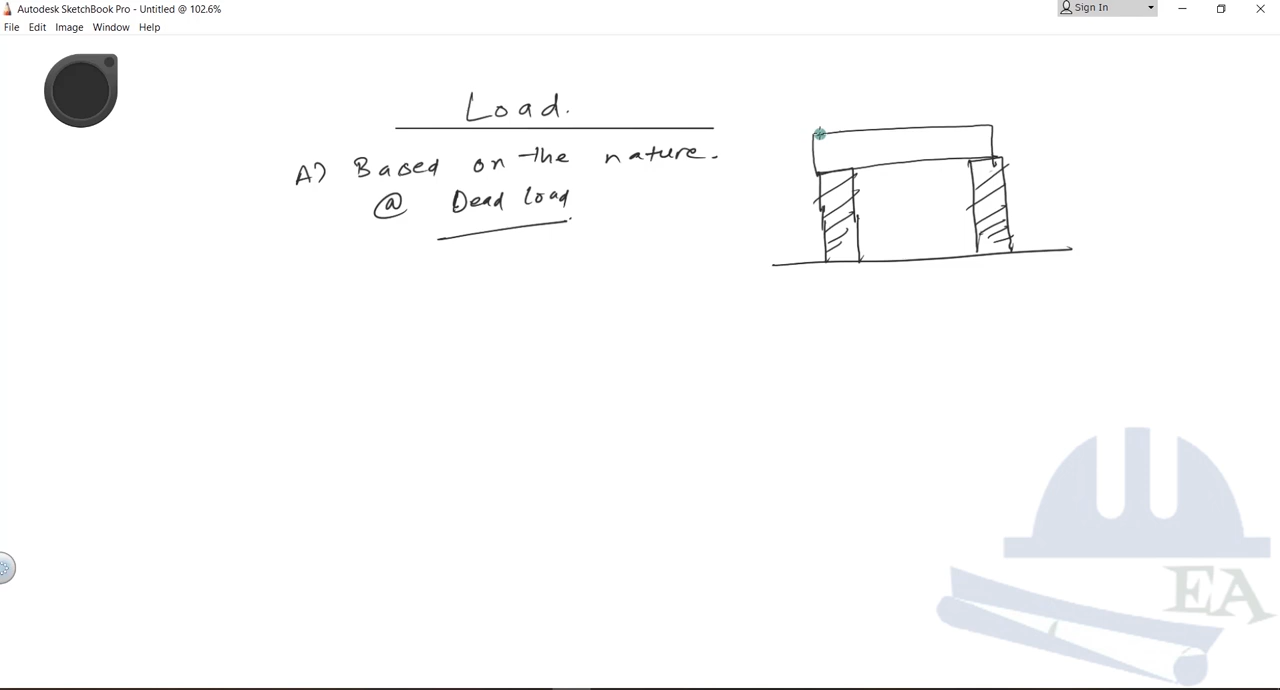 Autodesk SketchBook Pro - Untitled @ 102.6%
Sign In
File Edit Image Window Help
Load.
A) Based on the nature.
@ Dead load
EA